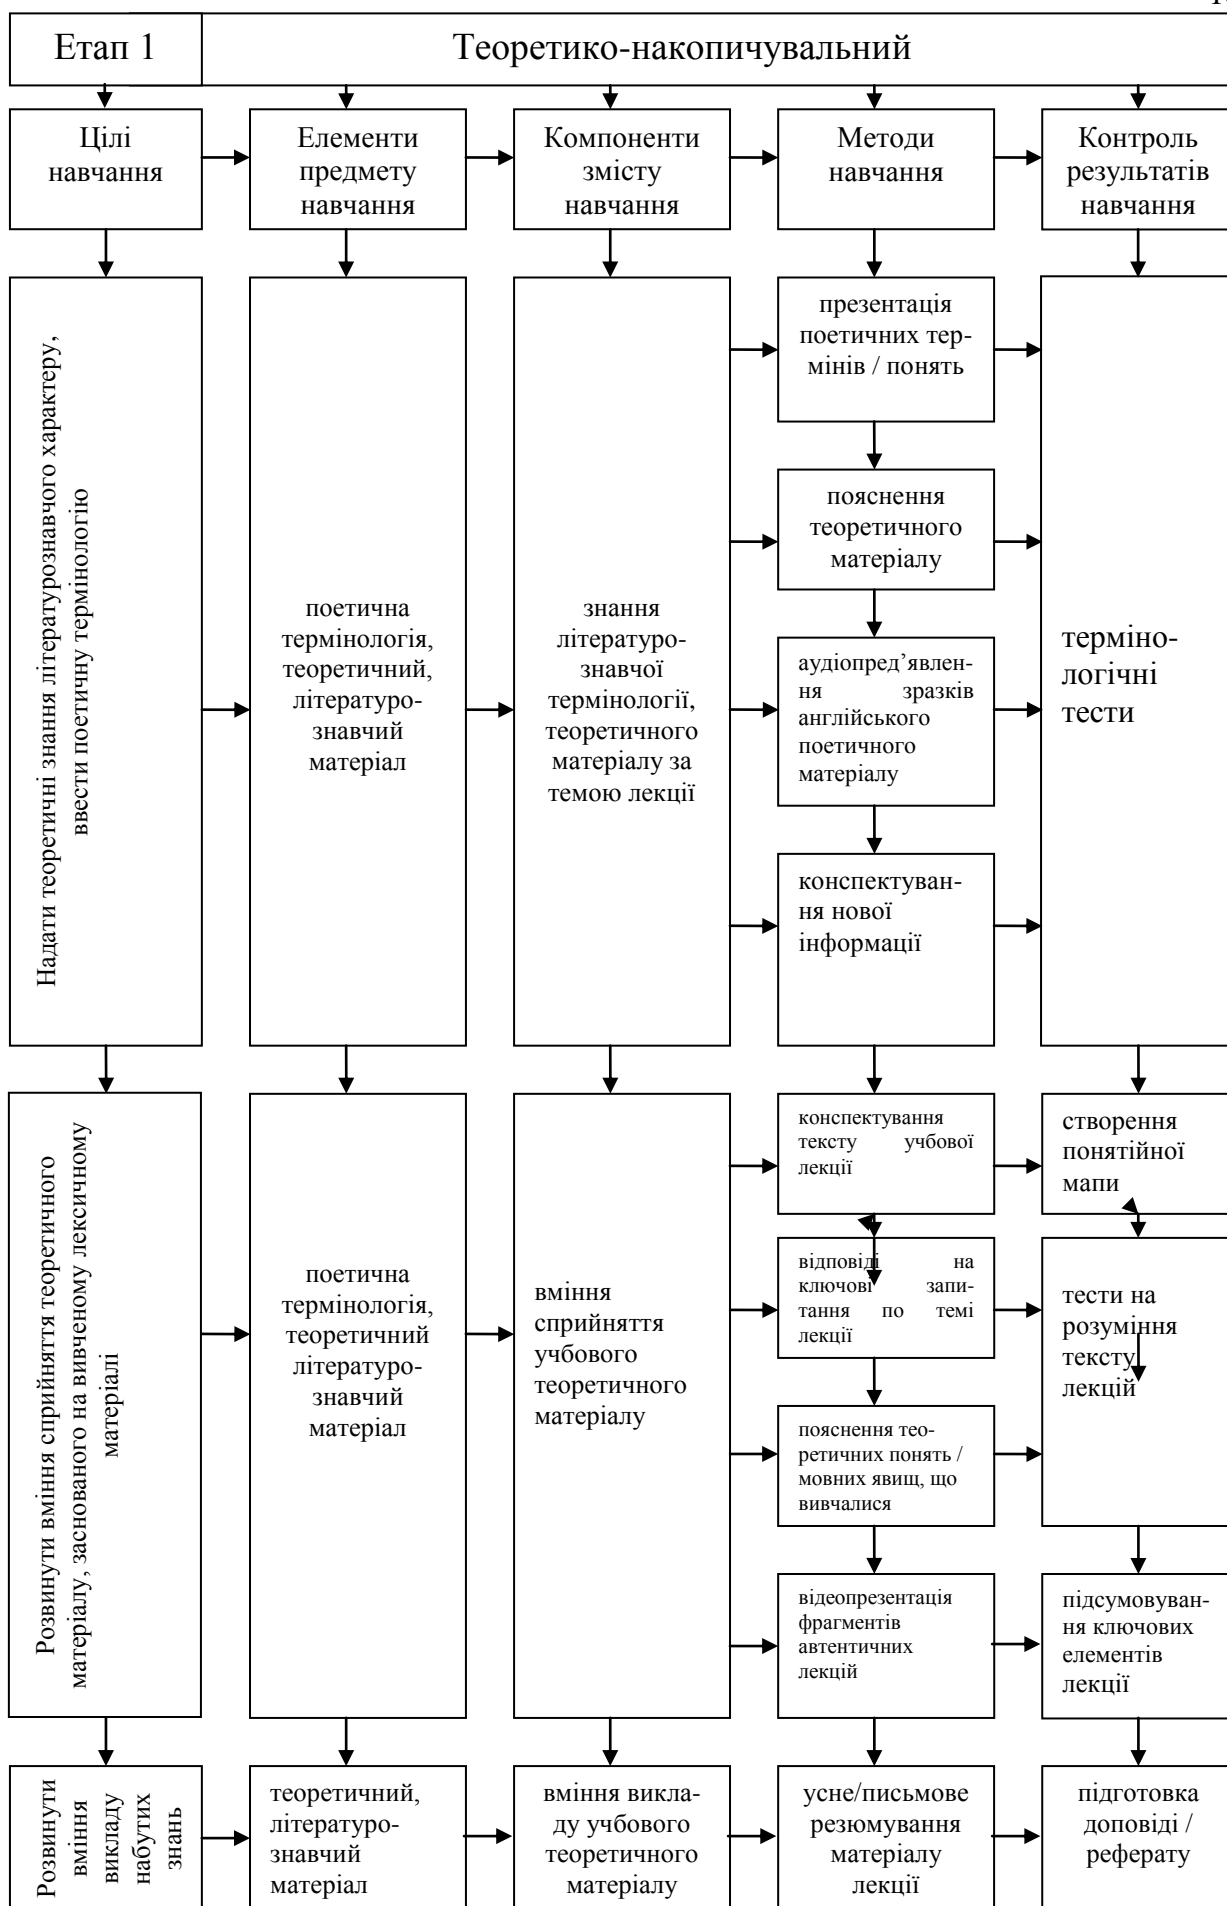 Етап 1
Теоретико-накопичувальний
Цілі
навчання
Елементи
предмету
навчання
Компоненти
змісту
навчання
Методи
навчання
Контроль
результатів
навчання
Надати теоретичні знання літературознавчого характеру,
ввести поетичну термінологію
поетична
термінологія,
теоретичний,
літературо-
знавчий
матеріал
знання
літературо-
знавчої
термінології,
теоретичного
матеріалу за
темою лекції
презентація
поетичних тер-
мінів / понять
пояснення
теоретичного
матеріалу
аудіопред’явлен-
ня зразків
англійського
поетичного
матеріалу
конспектуван-
ня нової
інформації
терміно-
логічні
тести
Розвинути вміння сприйняття теоретичного
матеріалу, заснованого на вивченому лексичному
матеріалі
поетична
термінологія,
теоретичний
літературо-
знавчий
матеріал
вміння
сприйняття
учбового
теоретичного
матеріалу
конспектування
тексту учбової
лекції
відповіді на
ключові запи-
тання по темі
лекції
пояснення тео-
ретичних понять /
мовних явищ, що
вивчалися
відеопрезентація
фрагментів
автентичних
лекцій
створення
понятійної
мапи
тести на
розуміння
тексту
лекцій
підсумовуван-
ня ключових
елементів
лекції
Розвинути
вміння
викладу
набутих
знань
теоретичний,
літературо-
знавчий
матеріал
вміння викла-
ду учбового
теоретичного
матеріалу
усне/письмове
резюмування
матеріалу
лекції
підготовка
доповіді /
реферату